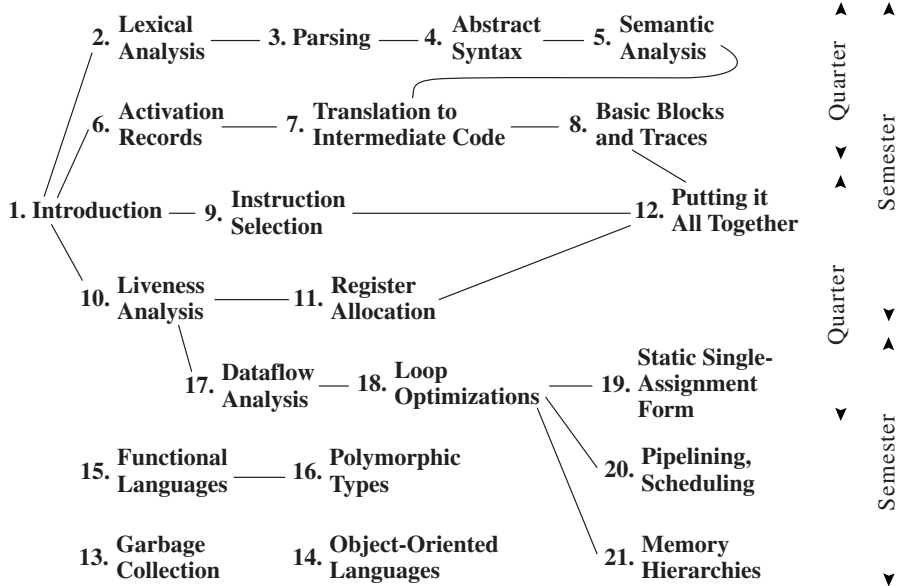 2. Lexical Analysis
3. Parsing
4. Abstract Syntax
5. Semantic Analysis
6. Activation Records
7. Translation to Intermediate Code
8. Basic Blocks and Traces
1. Introduction
9. Instruction Selection
12. Putting it All Together
10. Liveness Analysis
11. Register Allocation
17. Dataflow Analysis
18. Loop Optimizations
19. Static Single-Assignment Form
15. Functional Languages
16. Polymorphic Types
20. Pipelining, Scheduling
13. Garbage Collection
14. Object-Oriented Languages
21. Memory Hierarchies
Quarter
Quarter
Semester
Semester